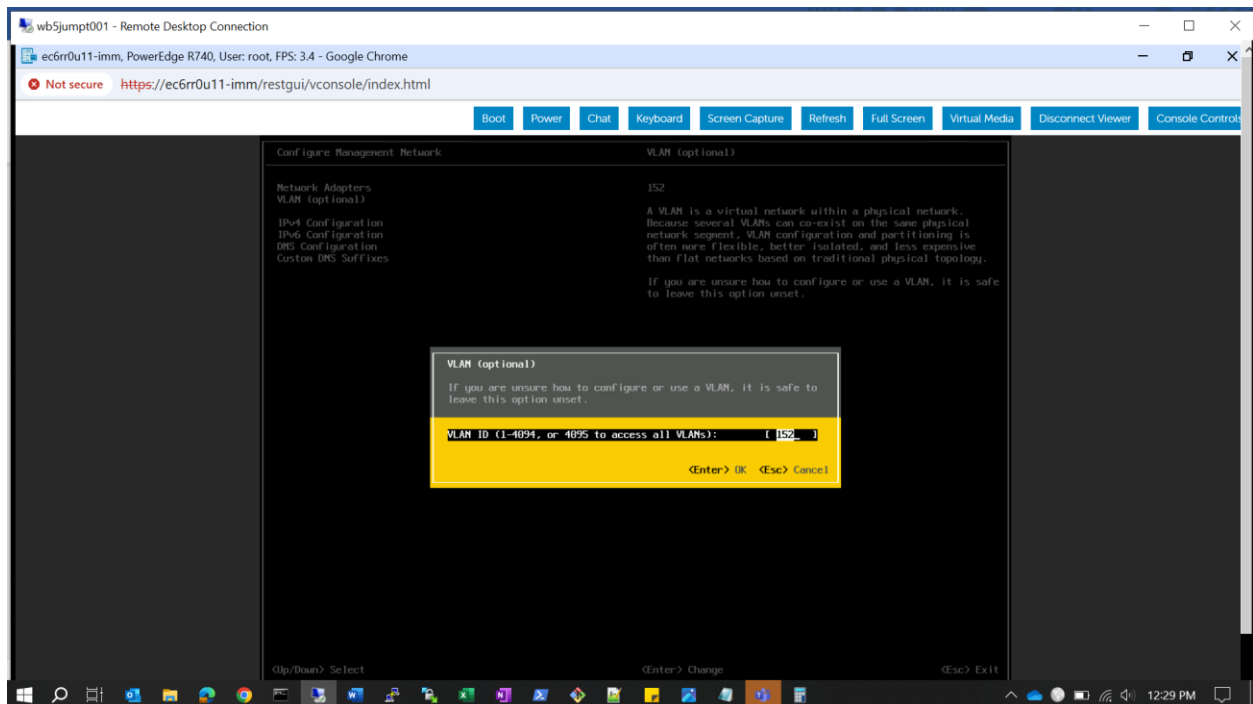 wb5jumpt001 - Remote Desktop Connection
ec6rr0u11-imm, PowerEdge R740, User: root, FPS: 3.4 - Google Chrome
Not secure https://ec6rr0u11-imm/restgui/vconsole/index.html
Boot Power Chat Keyboard Screen Capture Refresh Full Screen Virtual Media Disconnect Viewer Console Controls
Configure Management Network VLAN (optional)
Network Adapters 152
VLAN (optional)
A VLAN is a virtual network within a physical network.
IPv4 Configuration Because several VLANs can co-exist on the same physical
IPv6 Configuration network segment, VLAN configuration and partitioning is
DNS Configuration often more flexible, better isolated, and less expensive
Custom DNS Suffixes than flat networks based on traditional physical topology.
If you are unsure how to configure or use a VLAN, it is safe
to leave this option unset.
VLAN (optional)
If you are unsure how to configure or use a VLAN, it is safe to
leave this option unset.
VLAN ID (1-4094, or 4095 to access all VLANs): [ 152_ ]
<Enter> OK <Esc> Cancel
<Up/Down> Select <Enter> Change <Esc> Exit
12:29 PM